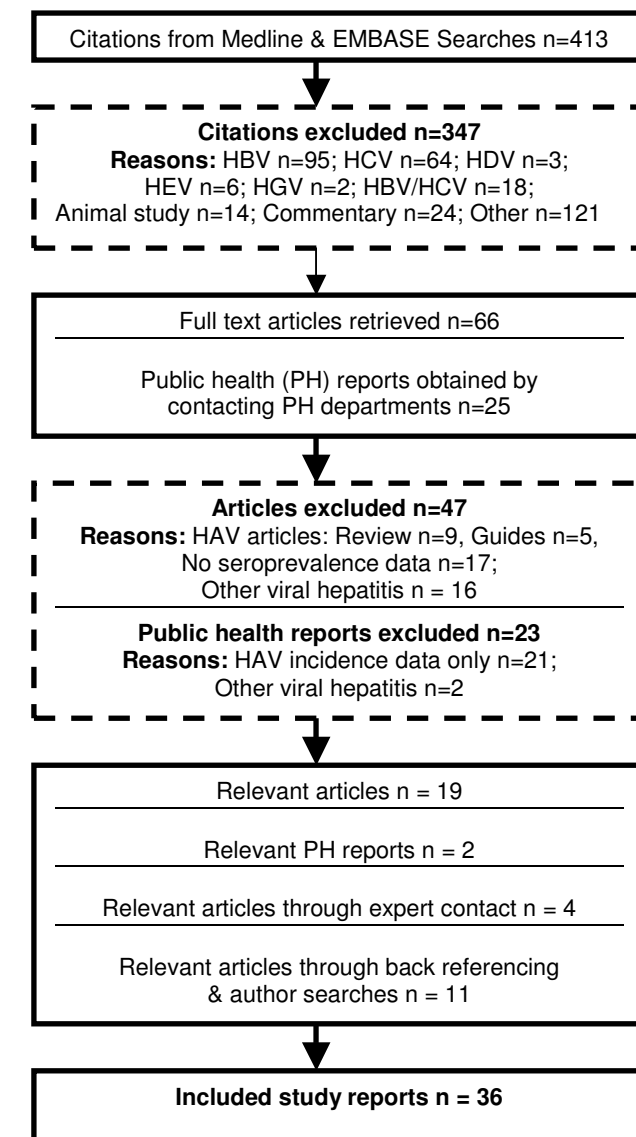 Citations from Medline & EMBASE Searches n=413
Citations excluded n=347
Reasons: HBV n=95; HCV n=64; HDV n=3;
HEV n=6; HGV n=2; HBV/HCV n=18;
Animal study n=14; Commentary n=24; Other n=121
Full text articles retrieved n=66
Public health (PH) reports obtained by
contacting PH departments n=25
Articles excluded n=47
Reasons: HAV articles: Review n=9, Guides n=5,
No seroprevalence data n=17;
Other viral hepatitis n = 16
Public health reports excluded n=23
Reasons: HAV incidence data only n=21;
Other viral hepatitis n=2
Relevant articles n = 19
Relevant PH reports n = 2
Relevant articles through expert contact n = 4
Relevant articles through back referencing
& author searches n = 11
Included study reports n = 36